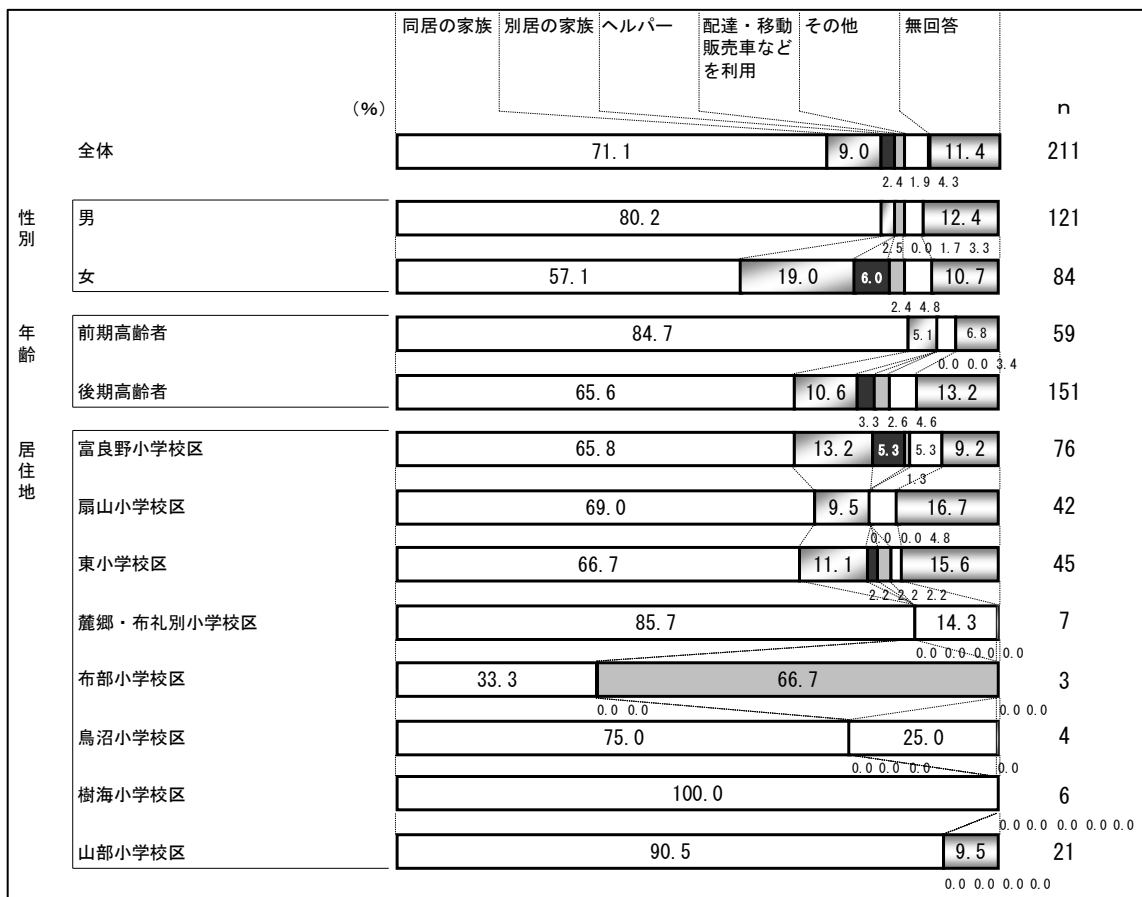 同居の家族 別居の家族 ヘルパー 配達・移動販売車などを利用 その他 無回答
(%) n
全体 71.1 9.0 11.4 211
2.4 1.9 4.3
性別
男 80.2 12.4 121
2.5 0.0 1.7 3.3
女 57.1 19.0 6.0 10.7 84
2.4 4.8
年齢
前期高齢者 84.7 5.1 6.8 59
0.0 0.0 3.4
後期高齢者 65.6 10.6 13.2 151
3.3 2.6 4.6
居住地
富良野小学校区 65.8 13.2 5.3 5.3 9.2 76
1.3
扇山小学校区 69.0 9.5 16.7 42
0.0 0.0 4.8
東小学校区 66.7 11.1 15.6 45
2.2 2.2 2.2
麓郷・布礼別小学校区 85.7 14.3 7
0.0 0.0 0.0 0.0
布部小学校区 33.3 66.7 3
0.0 0.0 0.0 0.0
鳥沼小学校区 75.0 25.0 4
0.0 0.0 0.0 0.0
樹海小学校区 100.0 6
0.0 0.0 0.0 0.0 0.0
山部小学校区 90.5 9.5 21
0.0 0.0 0.0 0.0